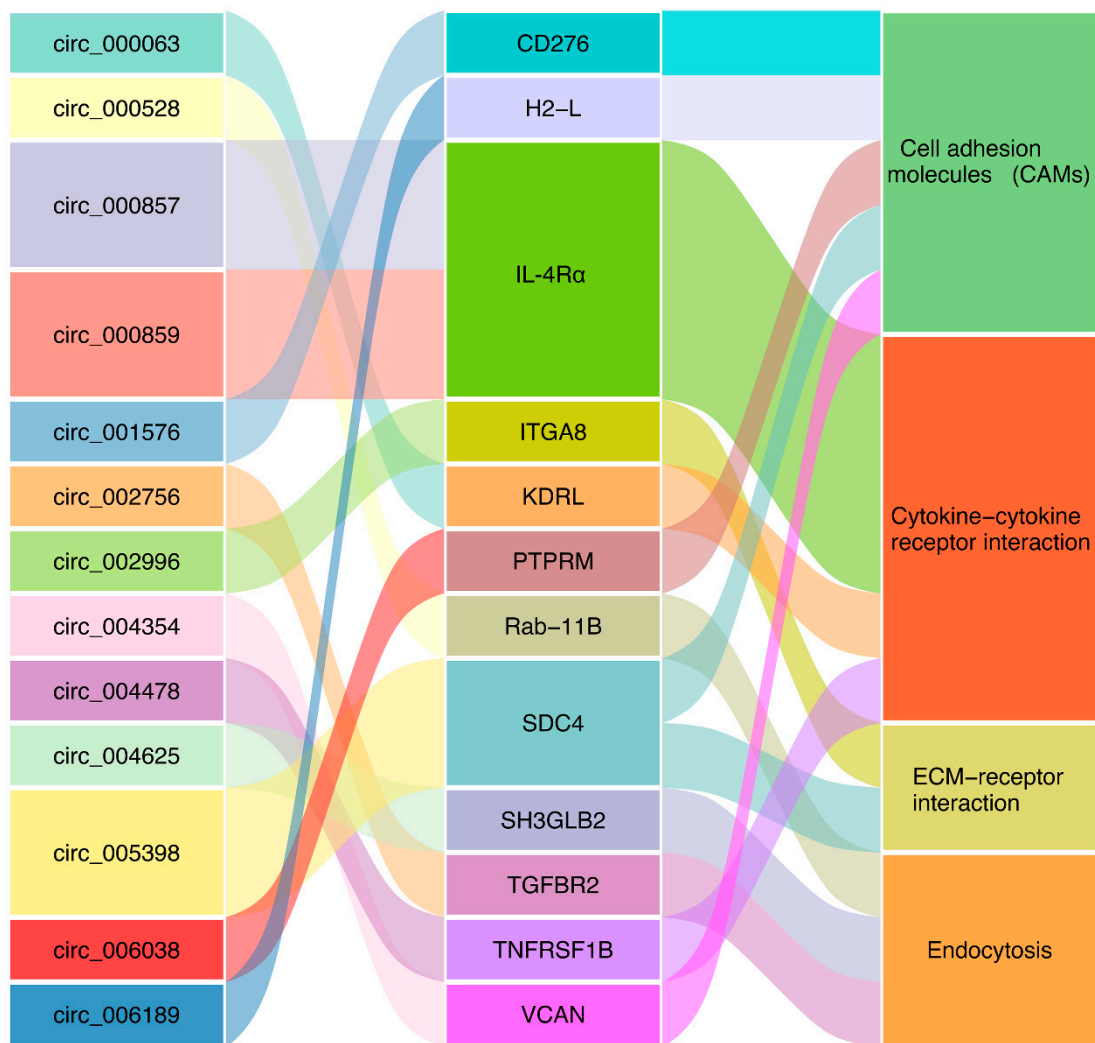 circ_000063
circ_000528
circ_000857
circ_000859
circ_001576
circ_002756
circ_002996
circ_004354
circ_004478
circ_004625
circ_005398
circ_006038
circ_006189
CD276
H2−L
IL-4Rα
ITGA8
KDRL
PTPRM
Rab−11B
SDC4
SH3GLB2
TGFBR2
TNFRSF1B
VCAN
Cell adhesion
molecules (CAMs)
Cytokine−cytokine
receptor interaction
ECM−receptor
interaction
Endocytosis